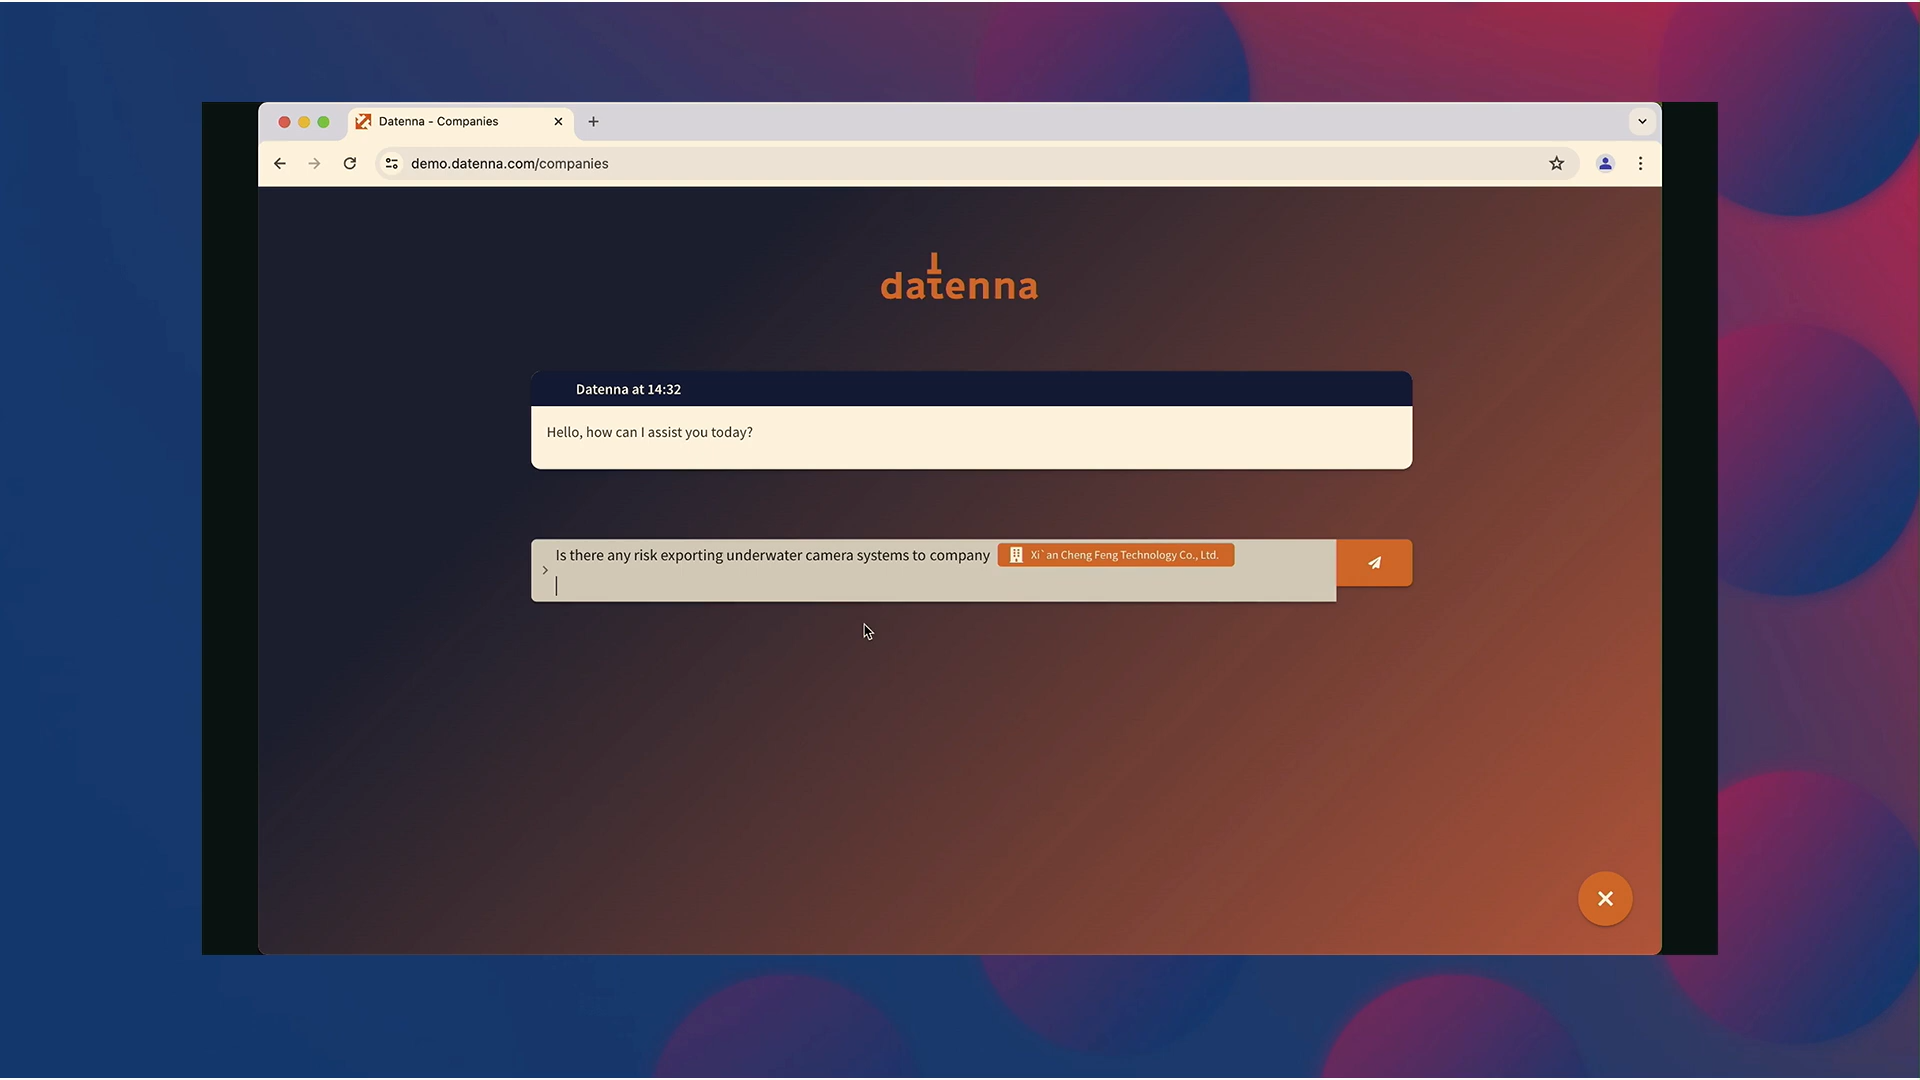 Datenna - Companies
demo.datenna.com/companies
datenna
Datenna at 14:32
Hello, how can I assist you today?
Is there any risk exporting underwater camera systems to company Xi`an Cheng Feng Technology Co., Ltd.